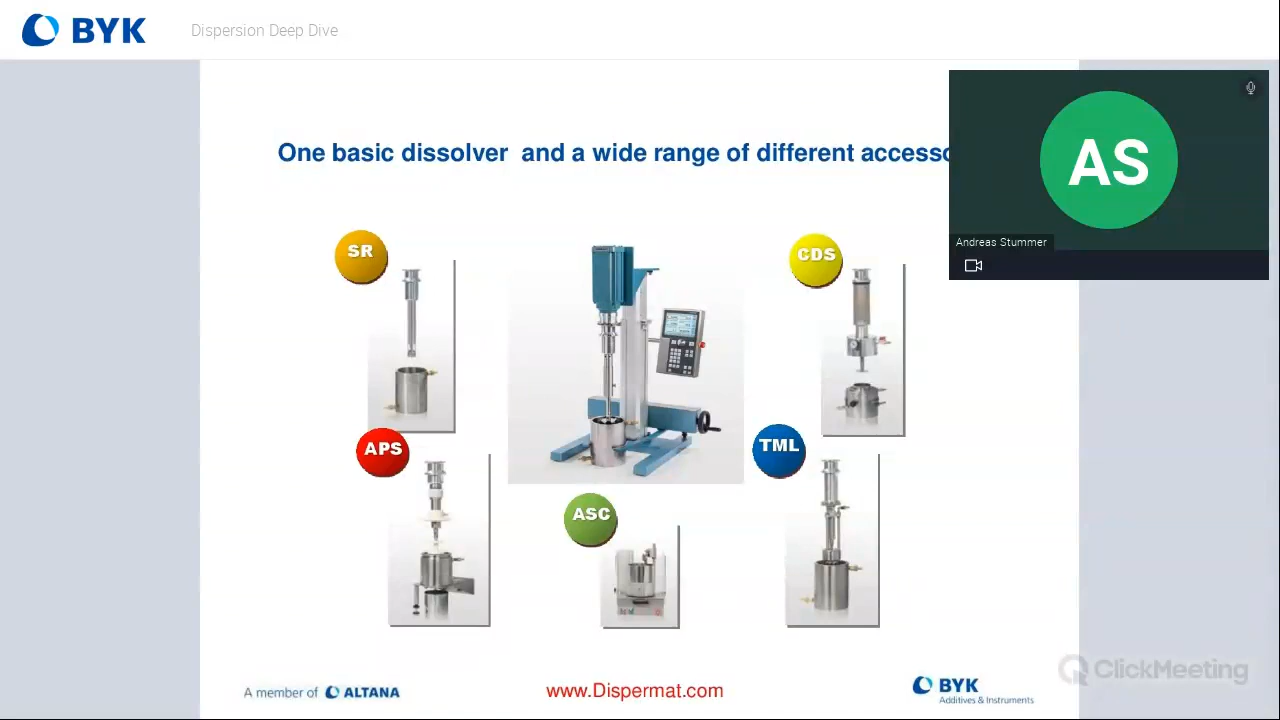 BYK
Dispersion Deep Dive
One basic dissolver and a wide range of different accesso
AS
Andreas Stummer
SR
CDS
APS
TML
ASC
A member of ALTANA
www.Dispermat.com
BYK
Additives & Instruments
ClickMeeting